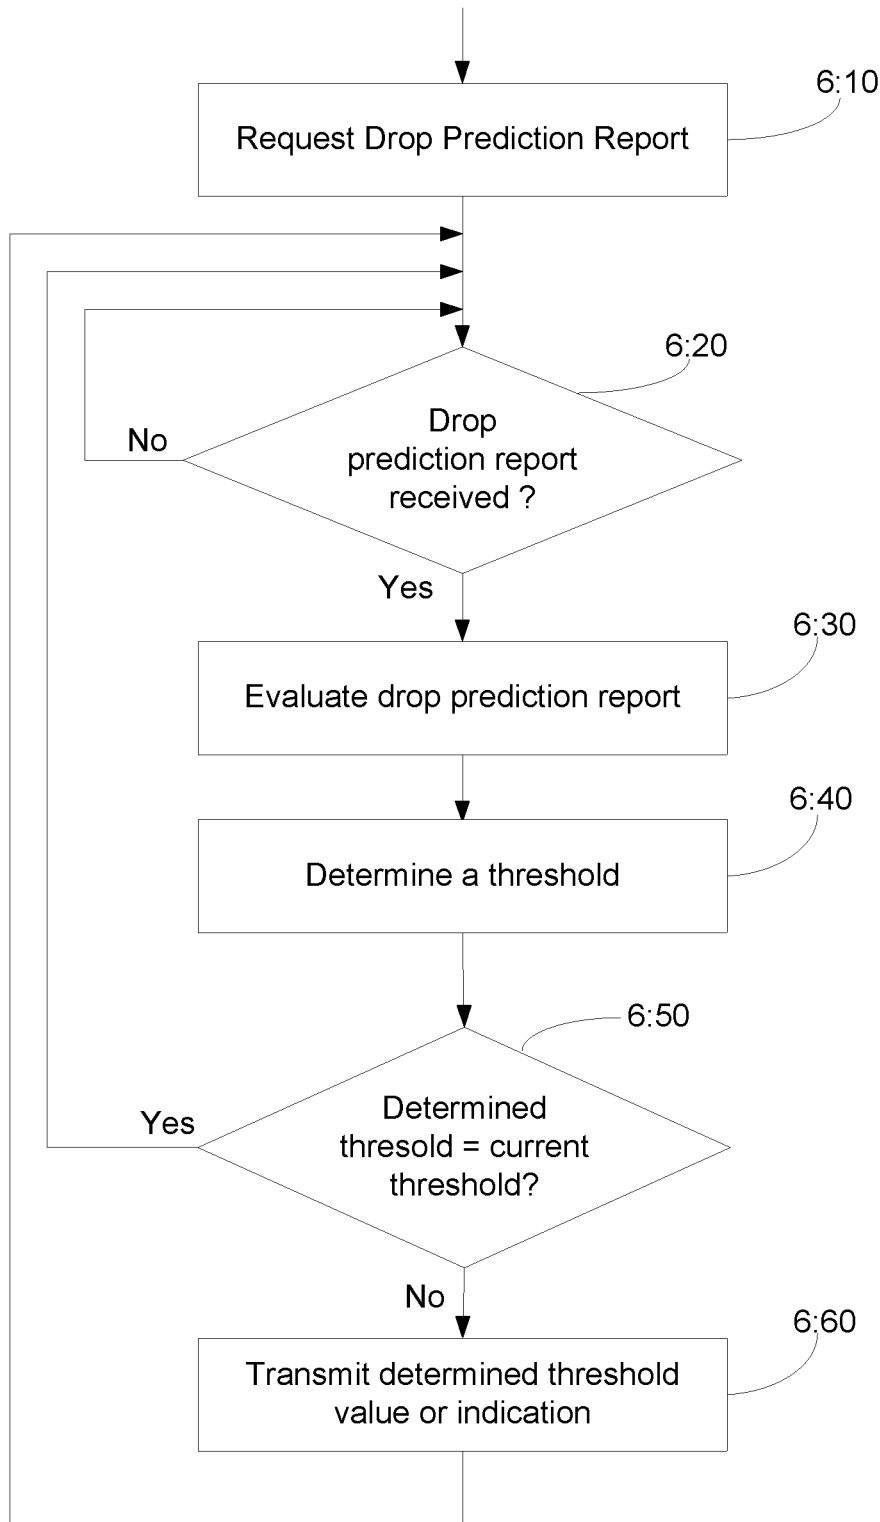 6:10
Request Drop Prediction Report
6:20
Drop
prediction report
received ?
No
Yes
6:30
Evaluate drop prediction report
6:40
Determine a threshold
6:50
Determined
thresold = current
threshold?
Yes
No
6:60
Transmit determined threshold
value or indication